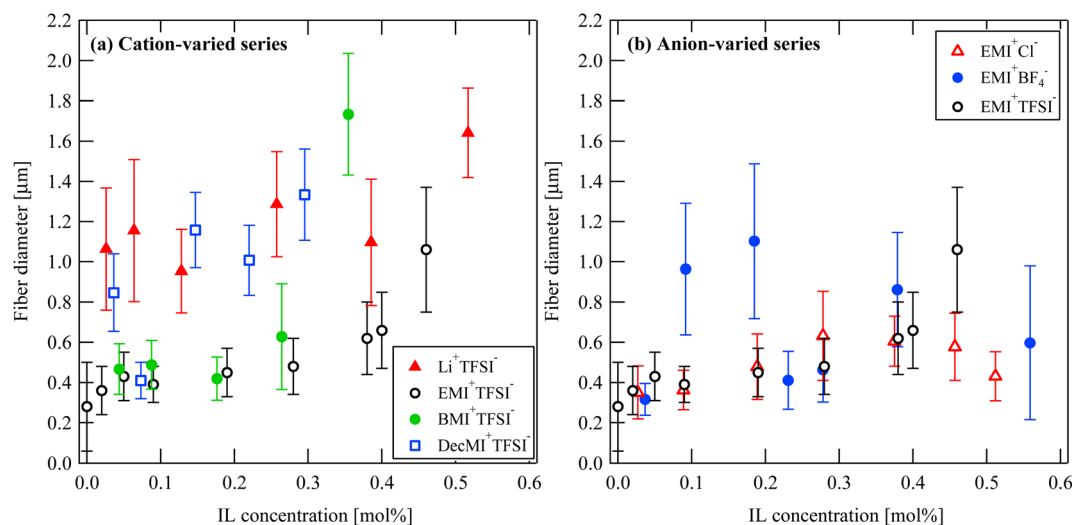 (a) Cation-varied series
Fiber diameter [μm]
2.2
2.0
1.8
1.6
1.4
1.2
1.0
0.8
0.6
0.4
0.2
0.0
Li⁺TFSI⁻
EMI⁺TFSI⁻
BMI⁺TFSI⁻
DecMI⁺TFSI⁻
0.0 0.1 0.2 0.3 0.4 0.5 0.6
IL concentration [mol%]
(b) Anion-varied series
Fiber diameter [μm]
2.2
2.0
1.8
1.6
1.4
1.2
1.0
0.8
0.6
0.4
0.2
0.0
EMI⁺Cl⁻
EMI⁺BF₄⁻
EMI⁺TFSI⁻
0.0 0.1 0.2 0.3 0.4 0.5 0.6
IL concentration [mol%]